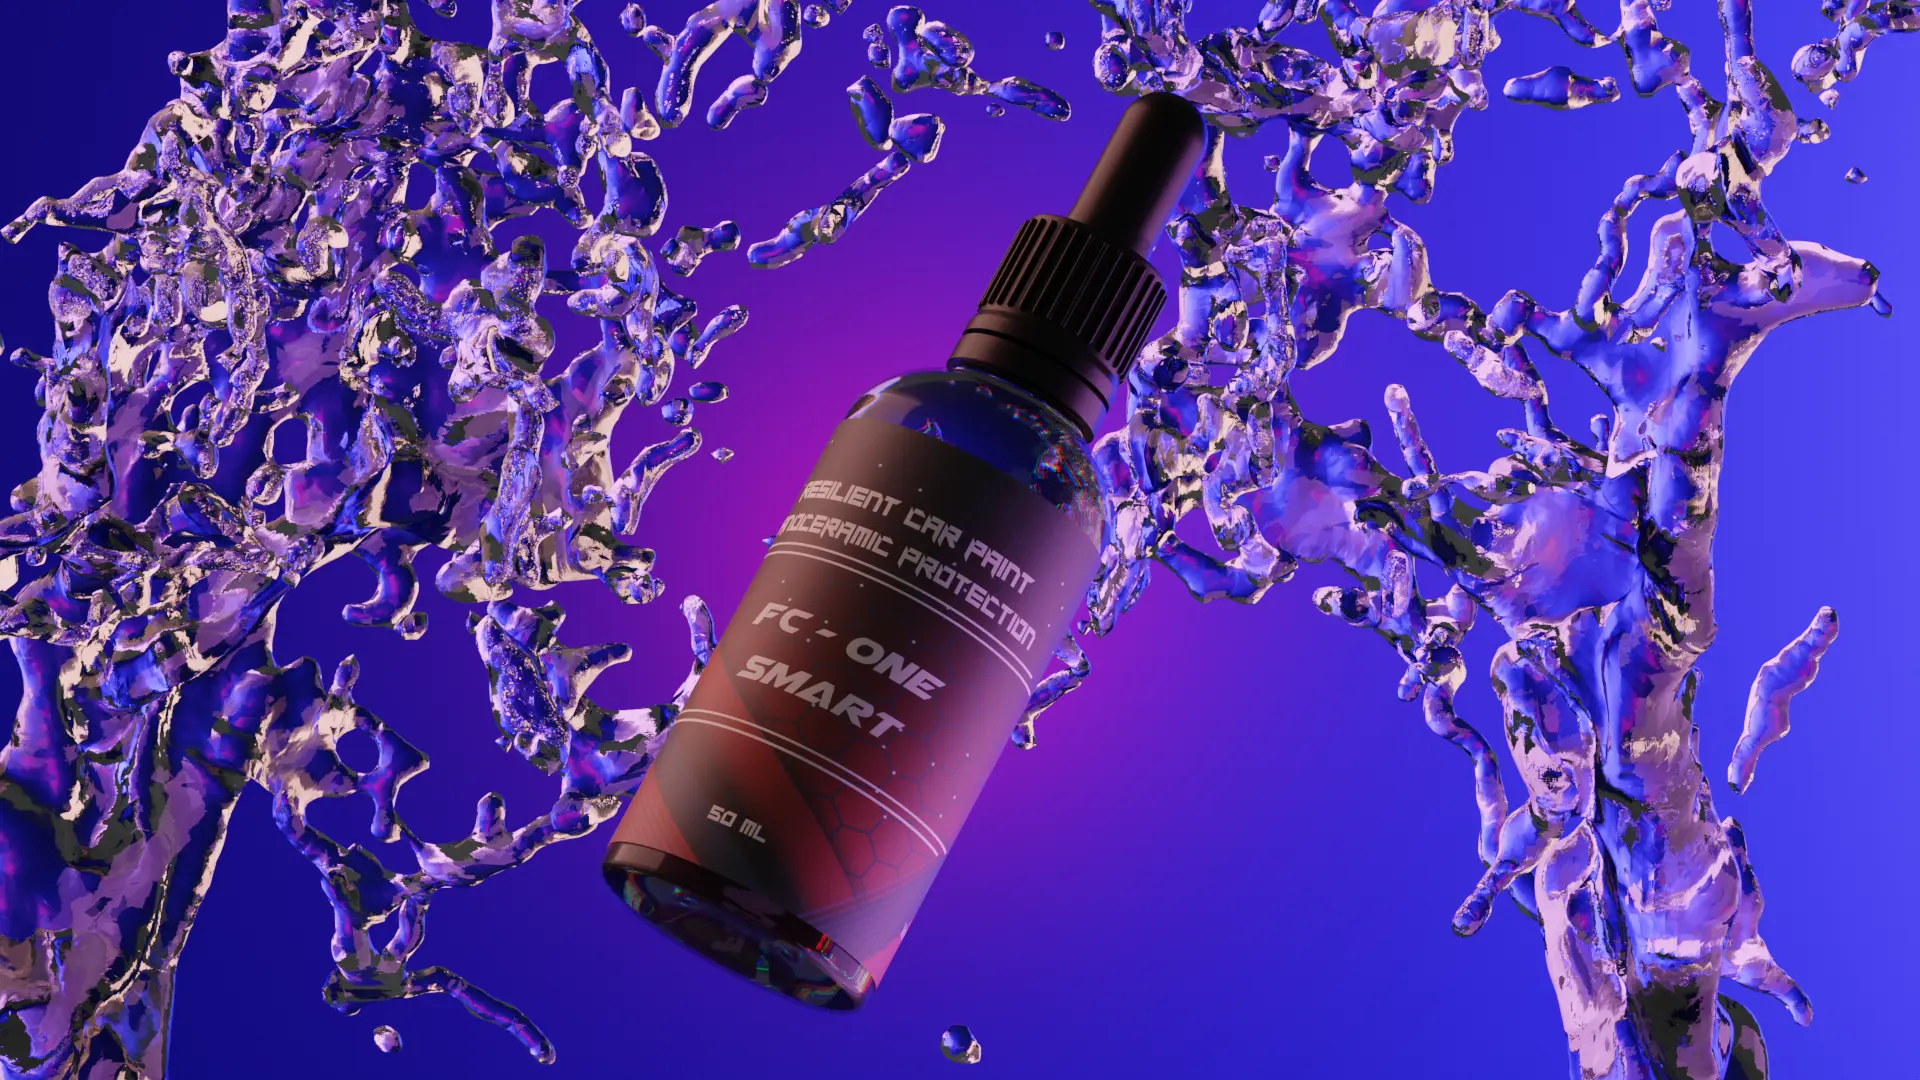 RESILIENT CAR PAINT
PROTECTION
FC - ONE
SMART
50 ML